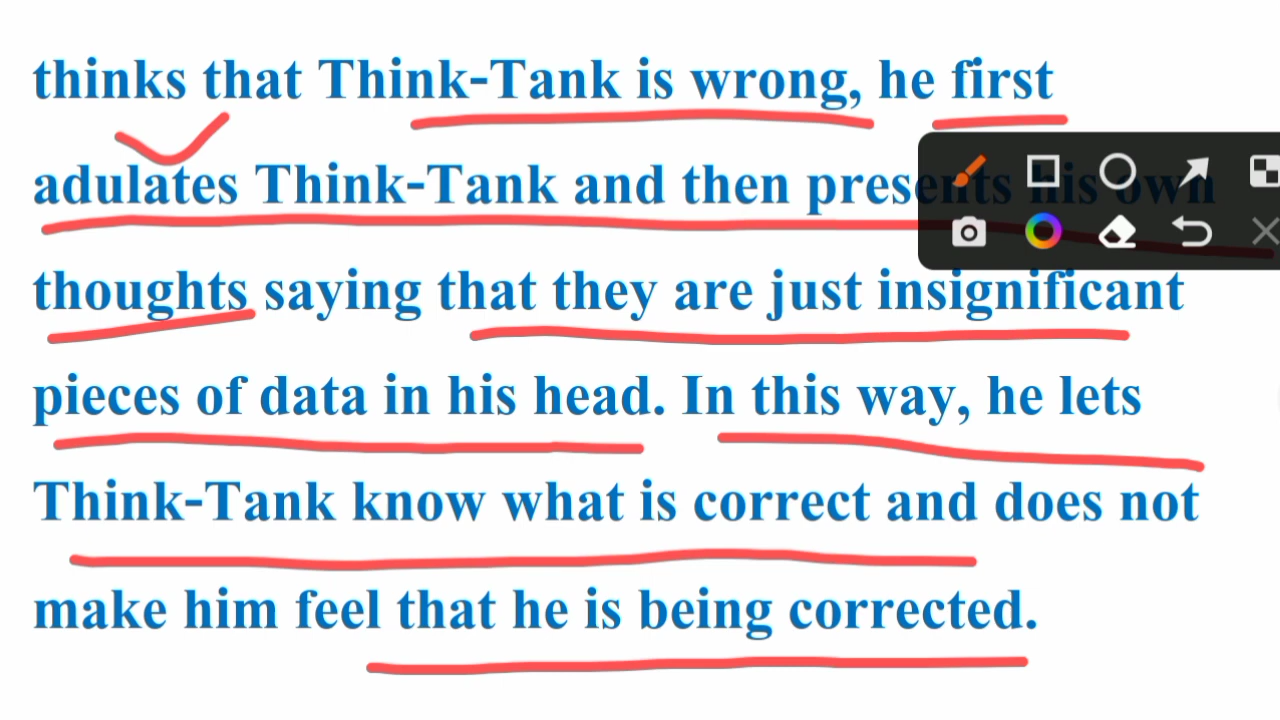 thinks that Think-Tank is wrong, he first
adulates Think-Tank and then presents his own
thoughts saying that they are just insignificant
pieces of data in his head. In this way, he lets
Think-Tank know what is correct and does not
make him feel that he is being corrected.